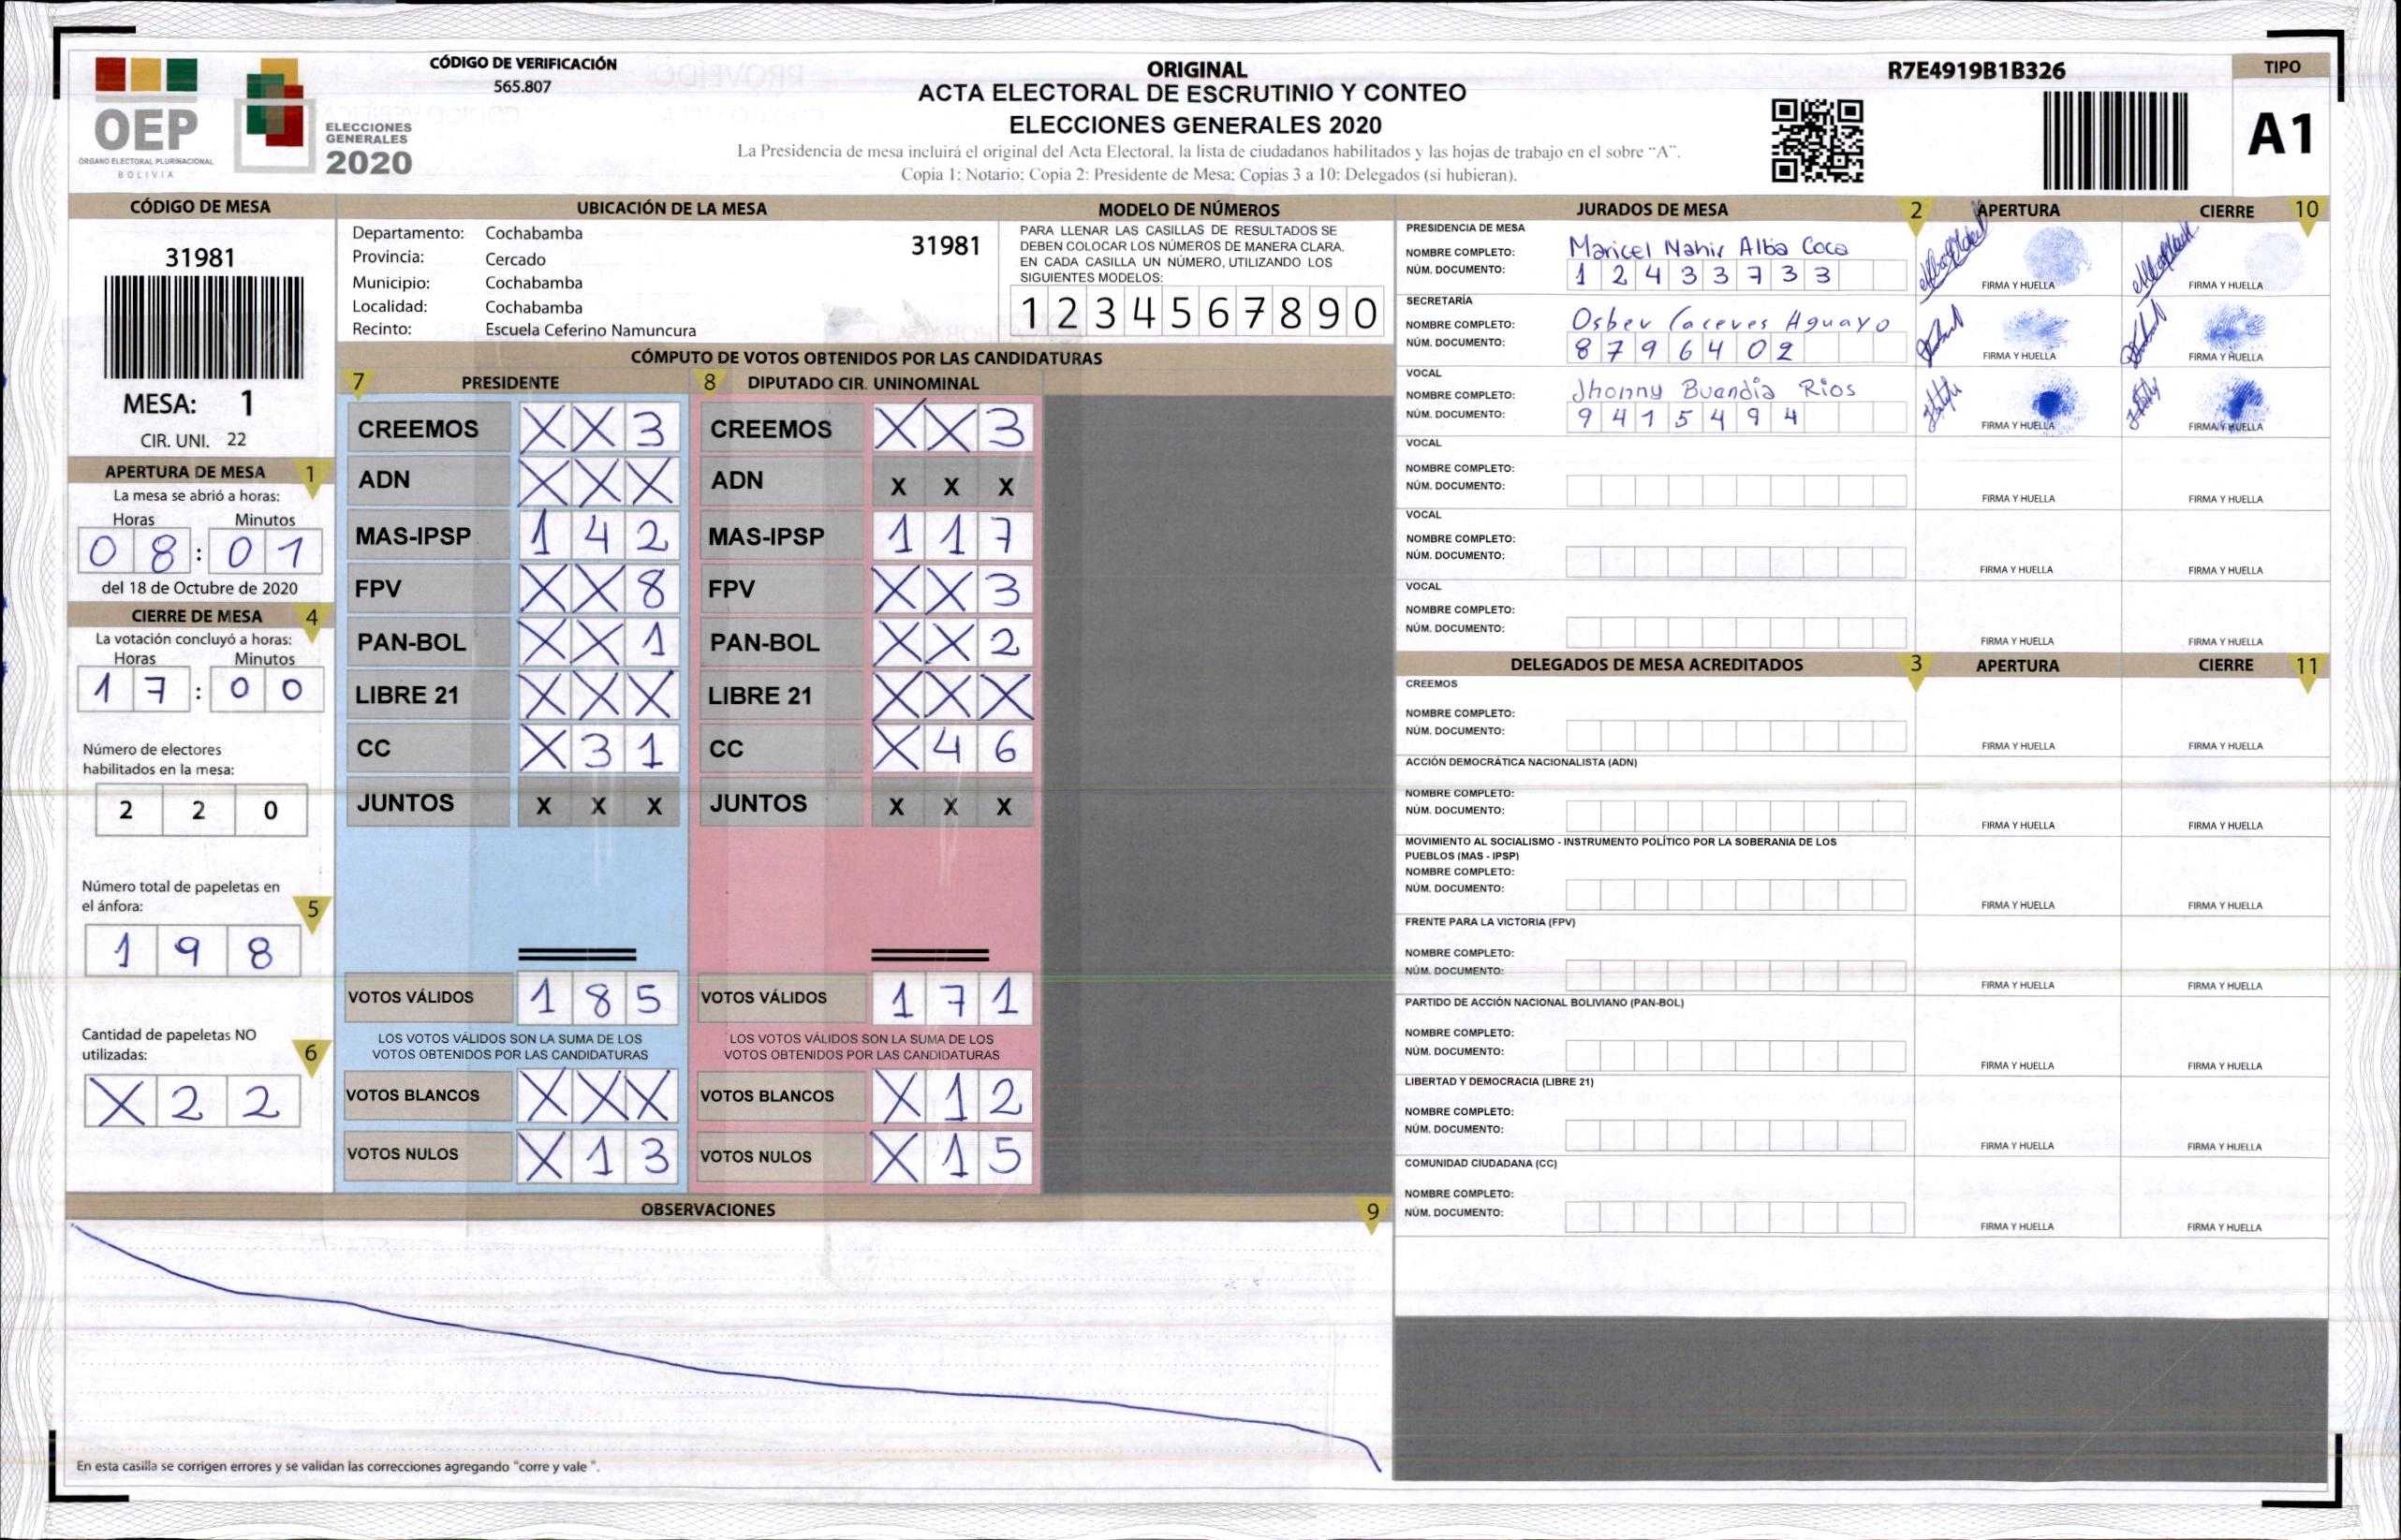 OEP
ÓRGANO ELECTORAL PLURINACIONAL
BOLIVIA
ELECCIONES
GENERALES
2020
CÓDIGO DE VERIFICACIÓN
565.807
ORIGINAL
ACTA ELECTORAL DE ESCRUTINIO Y CONTEO
ELECCIONES GENERALES 2020
La Presidencia de mesa incluirá el original del Acta Electoral, la lista de ciudadanos habilitados y las hojas de trabajo en el sobre "A".
Copia 1: Notario; Copia 2: Presidente de Mesa; Copias 3 a 10: Delegados (si hubieran).
R7E4919B1B326
TIPO
A1
CÓDIGO DE MESA
31981
MESA: 1
CIR. UNI. 22
APERTURA DE MESA 1
La mesa se abrió a horas:
Horas Minutos
0 8 : 0 1
del 18 de Octubre de 2020
CIERRE DE MESA 4
La votación concluyó a horas:
Horas Minutos
1 7 : 0 0
Número de electores
habilitados en la mesa:
2 2 0
Número total de papeletas en
el ánfora: 5
1 9 8
Cantidad de papeletas NO
utilizadas: 6
X 2 2
UBICACIÓN DE LA MESA
Departamento: Cochabamba 31981
Provincia: Cercado
Municipio: Cochabamba
Localidad: Cochabamba
Recinto: Escuela Ceferino Namuncura
MODELO DE NÚMEROS
PARA LLENAR LAS CASILLAS DE RESULTADOS SE
DEBEN COLOCAR LOS NÚMEROS DE MANERA CLARA.
EN CADA CASILLA UN NÚMERO, UTILIZANDO LOS
SIGUIENTES MODELOS:
1 2 3 4 5 6 7 8 9 0
CÓMPUTO DE VOTOS OBTENIDOS POR LAS CANDIDATURAS
7 PRESIDENTE 8 DIPUTADO CIR. UNINOMINAL
CREEMOS X X 3 CREEMOS X X 3
ADN X X X ADN X X X
MAS-IPSP 1 4 2 MAS-IPSP 1 1 7
FPV X X 8 FPV X X 3
PAN-BOL X X 1 PAN-BOL X X 2
LIBRE 21 X X X LIBRE 21 X X X
CC X 3 1 CC X 4 6
JUNTOS X X X JUNTOS X X X
VOTOS VÁLIDOS 1 8 5 VOTOS VÁLIDOS 1 7 1
LOS VOTOS VÁLIDOS SON LA SUMA DE LOS LOS VOTOS VÁLIDOS SON LA SUMA DE LOS
VOTOS OBTENIDOS POR LAS CANDIDATURAS VOTOS OBTENIDOS POR LAS CANDIDATURAS
VOTOS BLANCOS X X X VOTOS BLANCOS X 1 2
VOTOS NULOS X 1 3 VOTOS NULOS X 1 5
OBSERVACIONES 9
En esta casilla se corrigen errores y se validan las correcciones agregando "corre y vale ".
JURADOS DE MESA 2 APERTURA CIERRE 10
PRESIDENCIA DE MESA
NOMBRE COMPLETO: Maricel Nahir Alba Coca
NÚM. DOCUMENTO: 1 2 4 3 3 7 3 3
FIRMA Y HUELLA FIRMA Y HUELLA
SECRETARÍA
NOMBRE COMPLETO: Osber Caceres Aguayo
NÚM. DOCUMENTO: 8 7 9 6 4 0 2
FIRMA Y HUELLA FIRMA Y HUELLA
VOCAL
NOMBRE COMPLETO: Jhonny Buendia Rios
NÚM. DOCUMENTO: 9 4 1 5 4 9 4
FIRMA Y HUELLA FIRMA Y HUELLA
VOCAL
NOMBRE COMPLETO:
NÚM. DOCUMENTO:
FIRMA Y HUELLA FIRMA Y HUELLA
VOCAL
NOMBRE COMPLETO:
NÚM. DOCUMENTO:
FIRMA Y HUELLA FIRMA Y HUELLA
VOCAL
NOMBRE COMPLETO:
NÚM. DOCUMENTO:
FIRMA Y HUELLA FIRMA Y HUELLA
DELEGADOS DE MESA ACREDITADOS 3 APERTURA CIERRE 11
CREEMOS
NOMBRE COMPLETO:
NÚM. DOCUMENTO:
FIRMA Y HUELLA FIRMA Y HUELLA
ACCIÓN DEMOCRÁTICA NACIONALISTA (ADN)
NOMBRE COMPLETO:
NÚM. DOCUMENTO:
FIRMA Y HUELLA FIRMA Y HUELLA
MOVIMIENTO AL SOCIALISMO - INSTRUMENTO POLÍTICO POR LA SOBERANIA DE LOS
PUEBLOS (MAS - IPSP)
NOMBRE COMPLETO:
NÚM. DOCUMENTO:
FIRMA Y HUELLA FIRMA Y HUELLA
FRENTE PARA LA VICTORIA (FPV)
NOMBRE COMPLETO:
NÚM. DOCUMENTO:
FIRMA Y HUELLA FIRMA Y HUELLA
PARTIDO DE ACCIÓN NACIONAL BOLIVIANO (PAN-BOL)
NOMBRE COMPLETO:
NÚM. DOCUMENTO:
FIRMA Y HUELLA FIRMA Y HUELLA
LIBERTAD Y DEMOCRACIA (LIBRE 21)
NOMBRE COMPLETO:
NÚM. DOCUMENTO:
FIRMA Y HUELLA FIRMA Y HUELLA
COMUNIDAD CIUDADANA (CC)
NOMBRE COMPLETO:
NÚM. DOCUMENTO:
FIRMA Y HUELLA FIRMA Y HUELLA